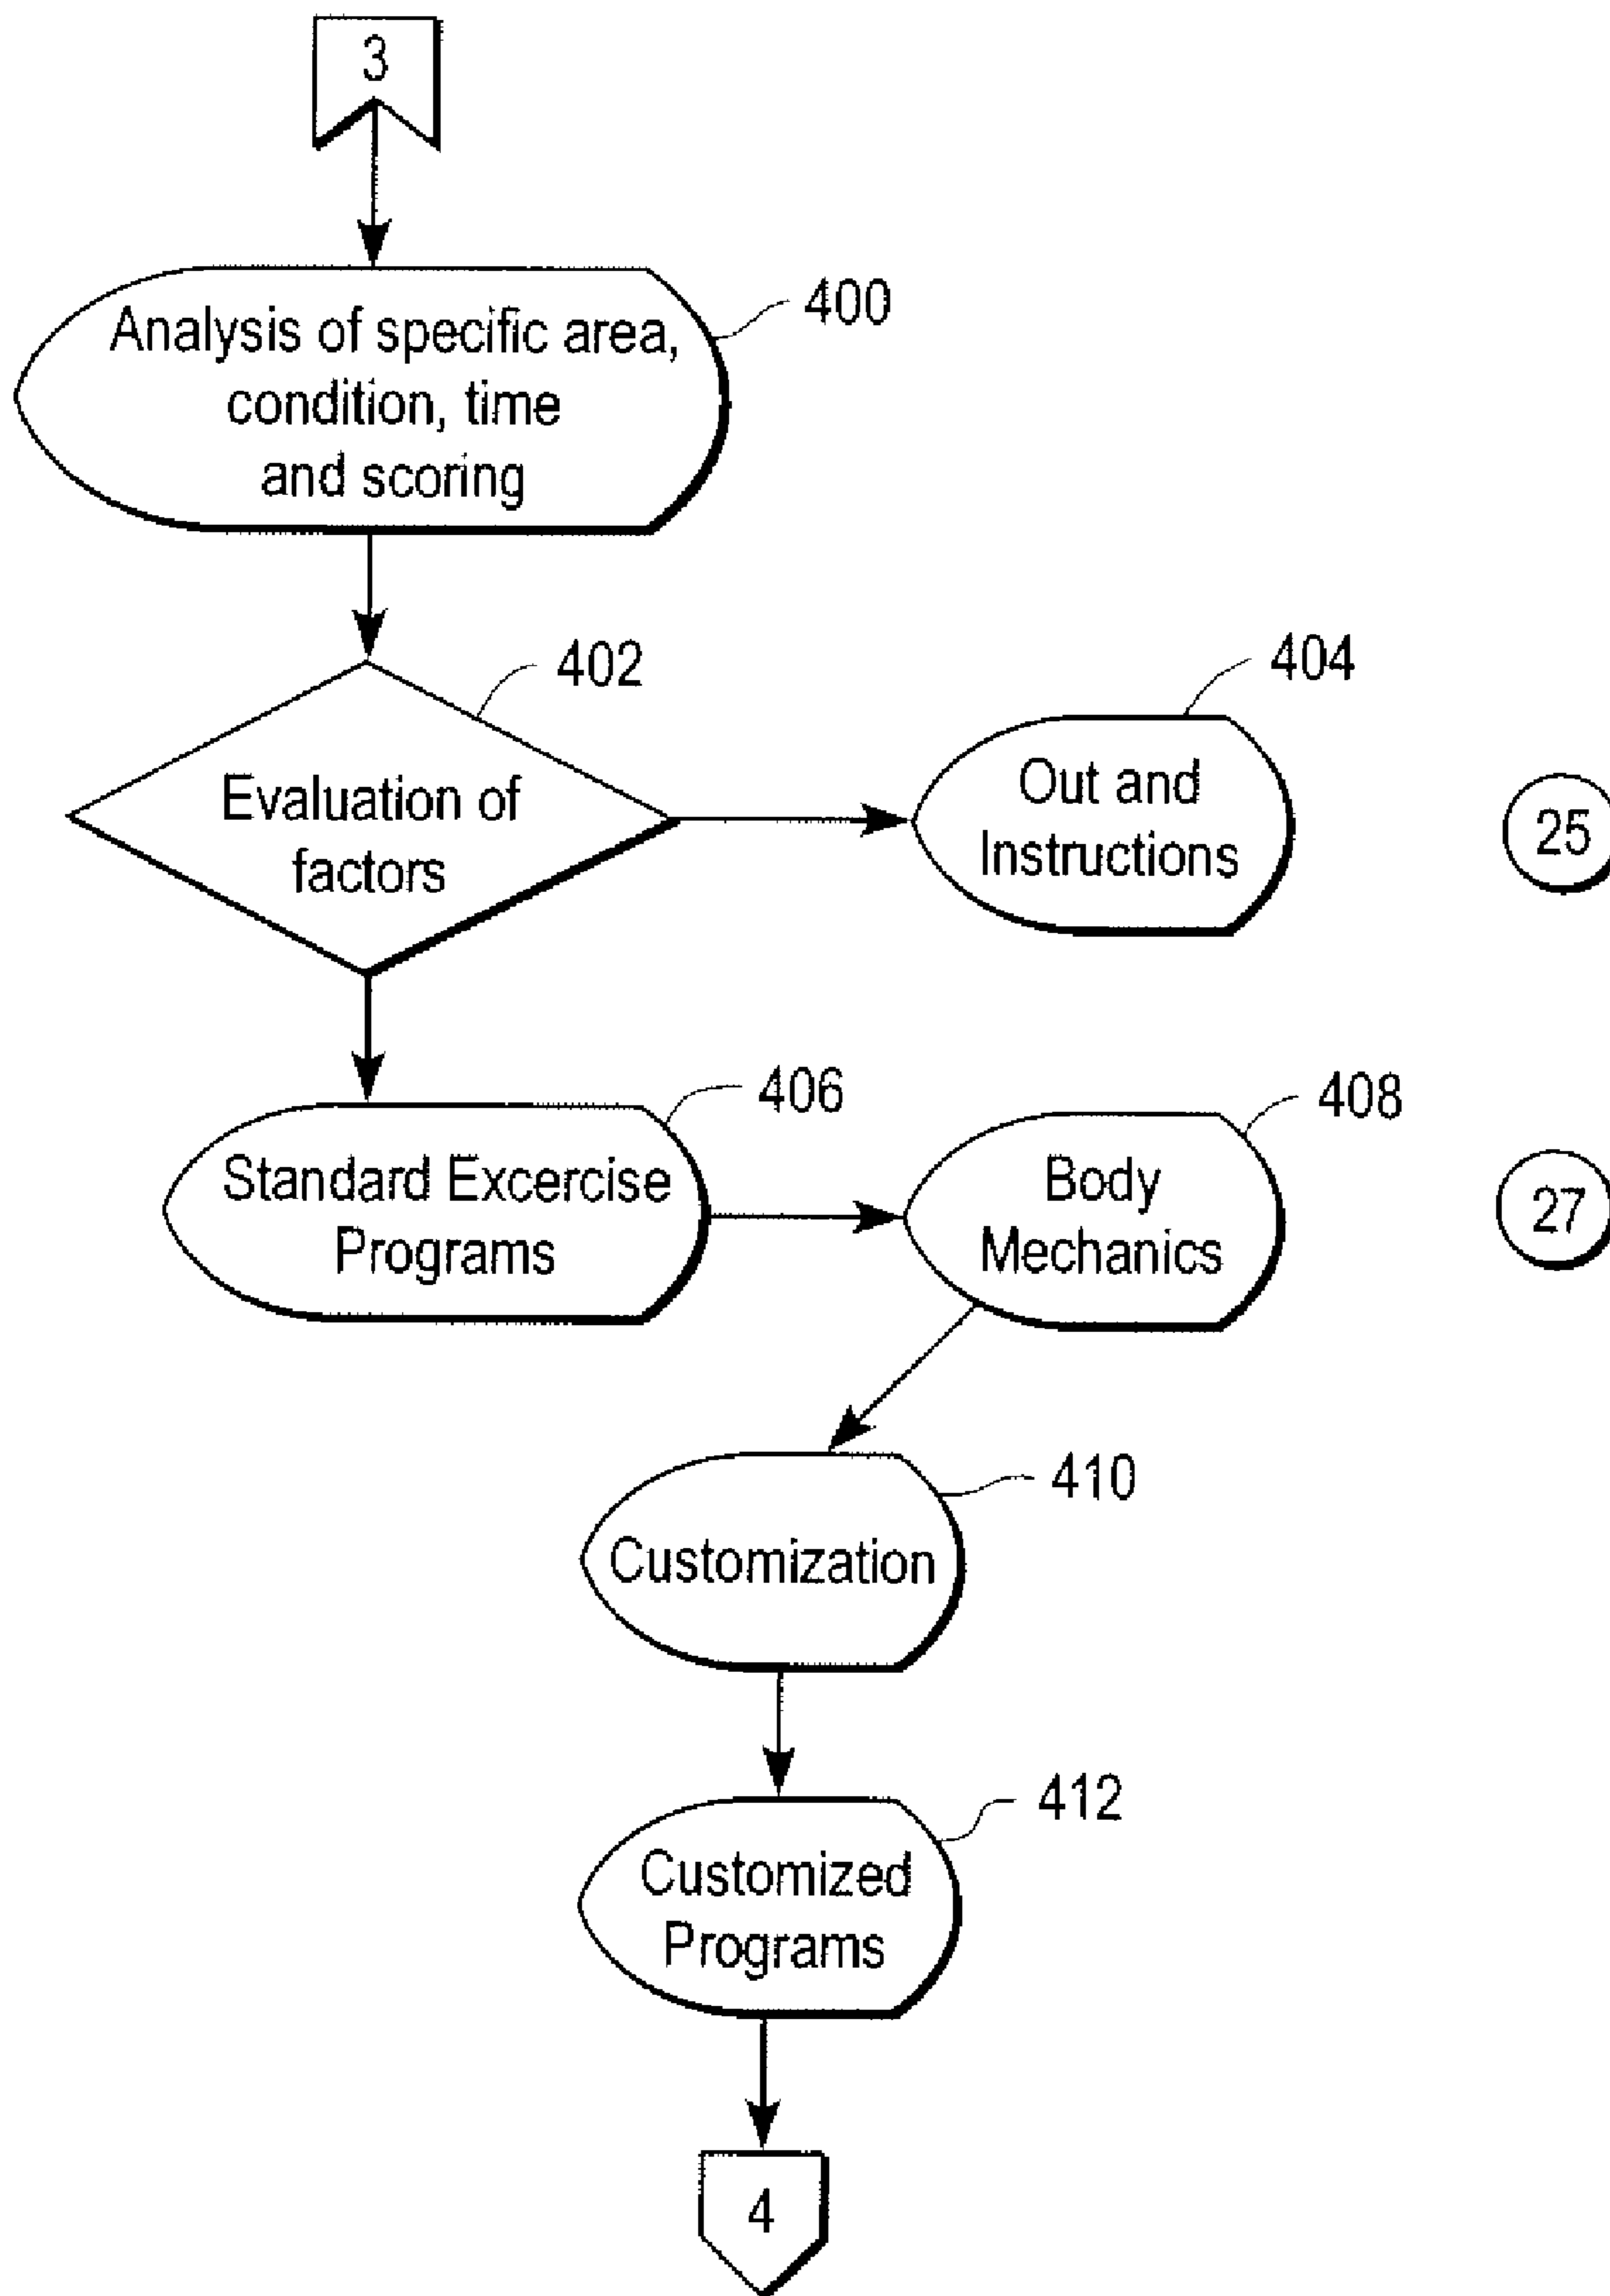 3
400
Analysis of specific area,
condition, time
and scoring
402
Evaluation of
factors
404
Out and
Instructions
25
406
Standard Excercise
Programs
408
Body
Mechanics
27
410
Customization
412
Customized
Programs
4